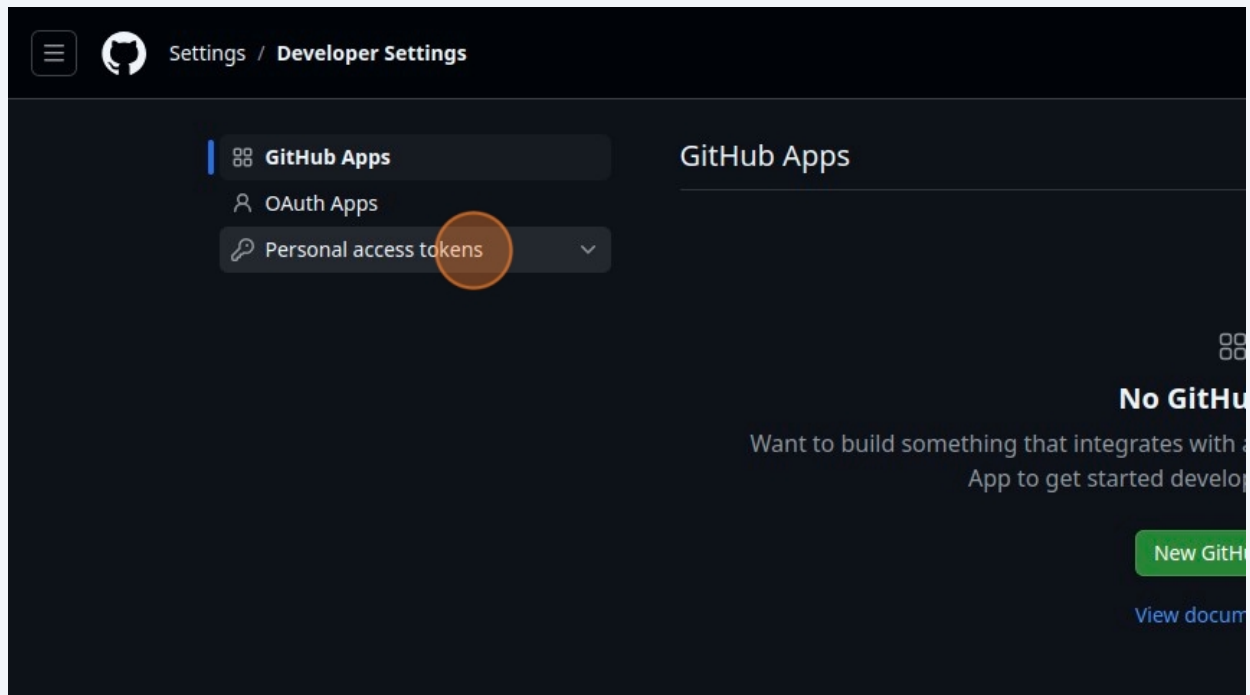 Settings / Developer Settings
GitHub Apps
OAuth Apps
Personal access tokens
GitHub Apps
No GitHu
Want to build something that integrates with
App to get started develop
New GitH
View docum